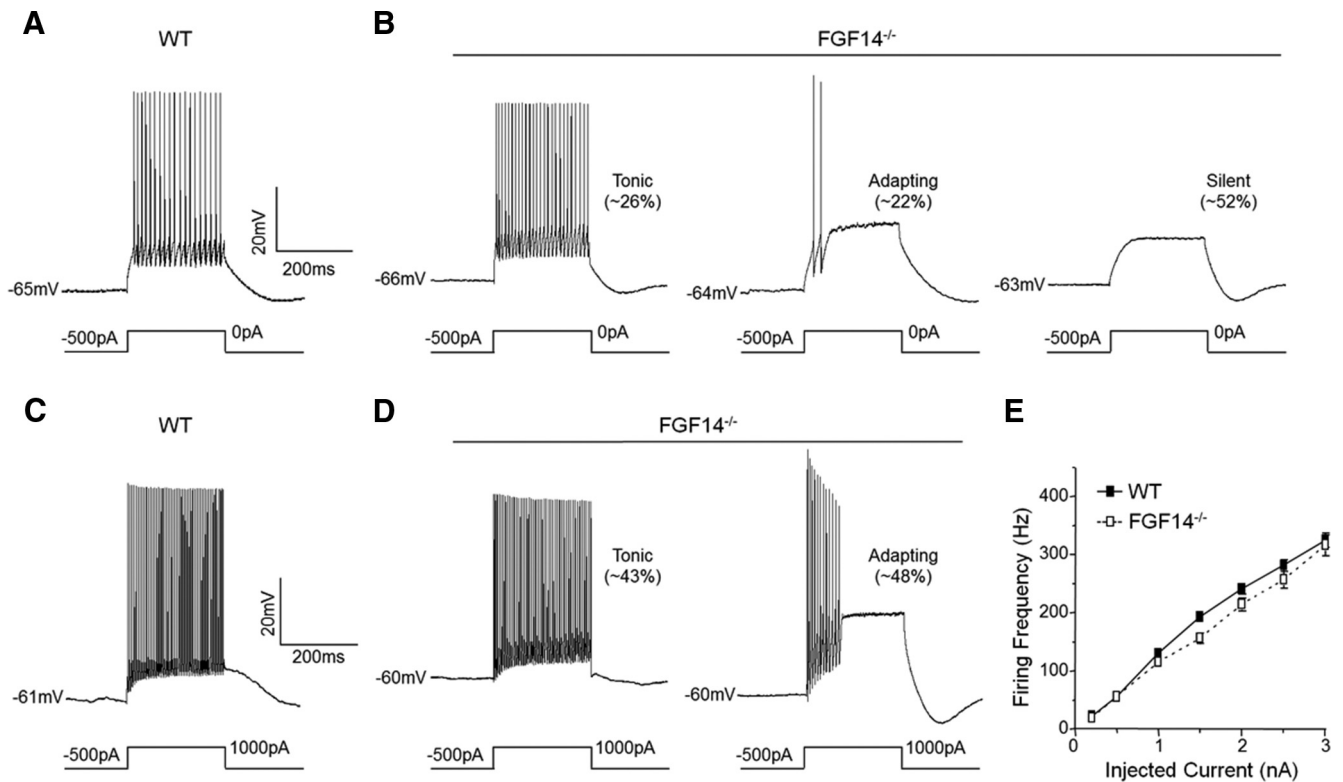 A
WT
-65mV
20mV
200ms
-500pA
0pA
B
FGF14-/-
Tonic
(~26%)
-66mV
-500pA
0pA
Adapting
(~22%)
-64mV
-500pA
0pA
Silent
(~52%)
-63mV
-500pA
0pA
C
WT
-61mV
20mV
200ms
-500pA
1000pA
D
FGF14-/-
Tonic
(~43%)
-60mV
-500pA
1000pA
Adapting
(~48%)
-60mV
-500pA
1000pA
E
WT
FGF14-/-
400
300
200
100
0
Firing Frequency (Hz)
0 1 2 3
Injected Current (nA)